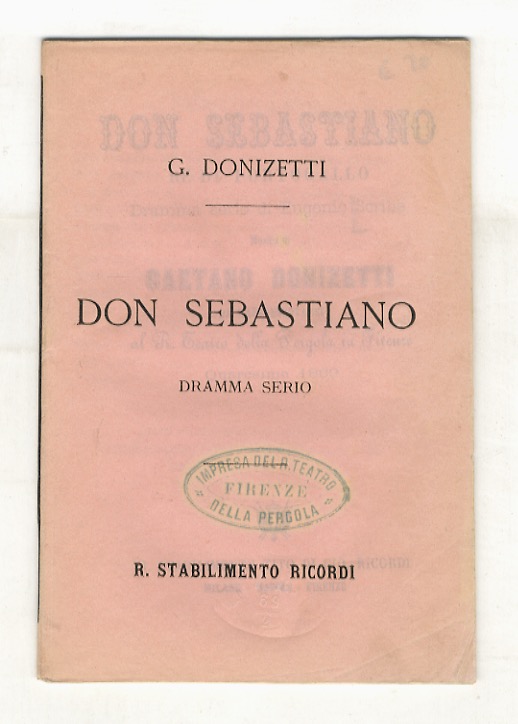 G. DONIZETTI
DON SEBASTIANO
DRAMMA SERIO
IMPRESA DEL R. TEATRO
FIRENZE
DELLA PERGOLA
R. STABILIMENTO RICORDI